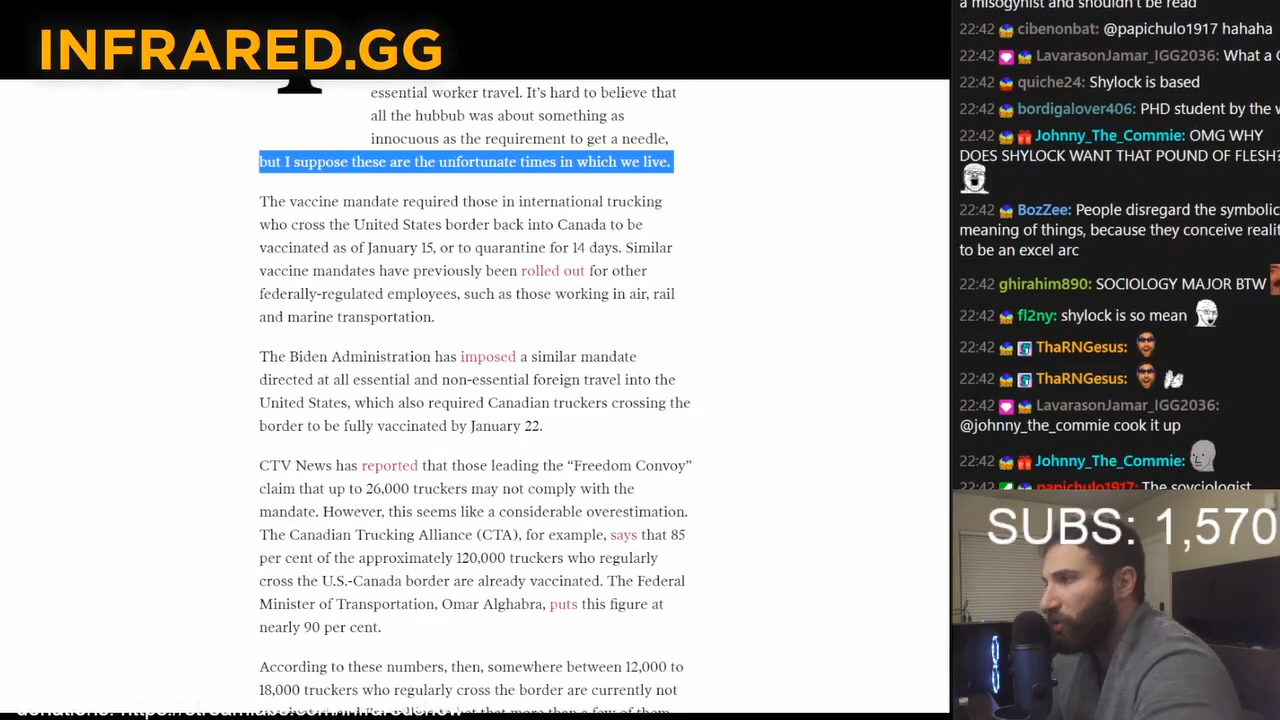 INFRARED.GG
essential worker travel. It's hard to believe that
all the hubbub was about something as
innocuous as the requirement to get a needle,
but I suppose these are the unfortunate times in which we live.
The vaccine mandate required those in international trucking
who cross the United States border back into Canada to be
vaccinated as of January 15, or to quarantine for 14 days. Similar
vaccine mandates have previously been rolled out for other
federally-regulated employees, such as those working in air, rail
and marine transportation.
The Biden Administration has imposed a similar mandate
directed at all essential and non-essential foreign travel into the
United States, which also required Canadian truckers crossing the
border to be fully vaccinated by January 22.
CTV News has reported that those leading the “Freedom Convoy”
claim that up to 26,000 truckers may not comply with the
mandate. However, this seems like a considerable overestimation.
The Canadian Trucking Alliance (CTA), for example, says that 85
per cent of the approximately 120,000 truckers who regularly
cross the U.S.-Canada border are already vaccinated. The Federal
Minister of Transportation, Omar Alghabra, puts this figure at
nearly 90 per cent.
According to these numbers, then, somewhere between 12,000 to
18,000 truckers who regularly cross the border are currently not
a misogynist and shouldn't be read
22:42 cibenonbat: @papichulo1917 hahaha
22:42 LavarasonJamar_IGG2036: What a
22:42 quiche24: Shylock is based
22:42 bordigalover406: PHD student by the
22:42 Johnny_The_Commie: OMG WHY
DOES SHYLOCK WANT THAT POUND OF FLESH?
22:42 BozZee: People disregard the symbolic
meaning of things, because they conceive
to be an excel arc
22:42 ghirahim890: SOCIOLOGY MAJOR BTW
22:42 fl2ny: shylock is so mean
22:42 ThaRNGesus:
22:42 ThaRNGesus:
22:42 LavarasonJamar_IGG2036:
@johnny_the_commie cook it up
22:42 Johnny_The_Commie:
22:42 papichulo1917: The soyciologist
SUBS: 1,570